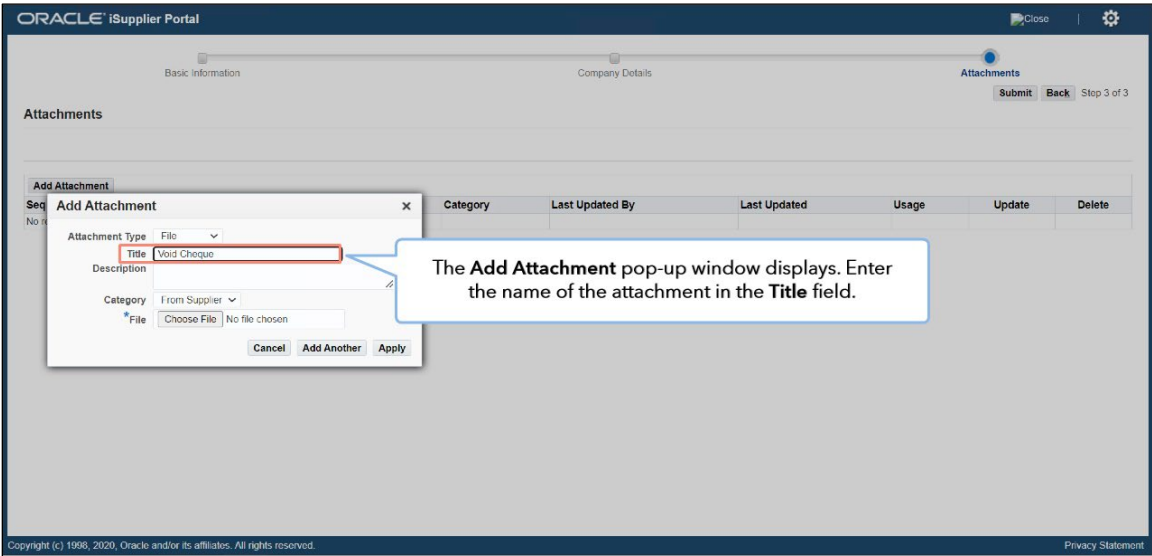 ORACLE iSupplier Portal
Close
Basic Information
Company Details
Attachments
Submit Back Step 3 of 3
Attachments
Add Attachment
Seq Category Last Updated By Last Updated Usage Update Delete
No
Add Attachment x
Attachment Type File
Title Void Cheque
Description
Category From Supplier
*File Choose File No file chosen
Cancel Add Another Apply
The Add Attachment pop-up window displays. Enter
the name of the attachment in the Title field.
Copyright (c) 1998, 2020, Oracle and/or its affiliates. All rights reserved.
Privacy Statement